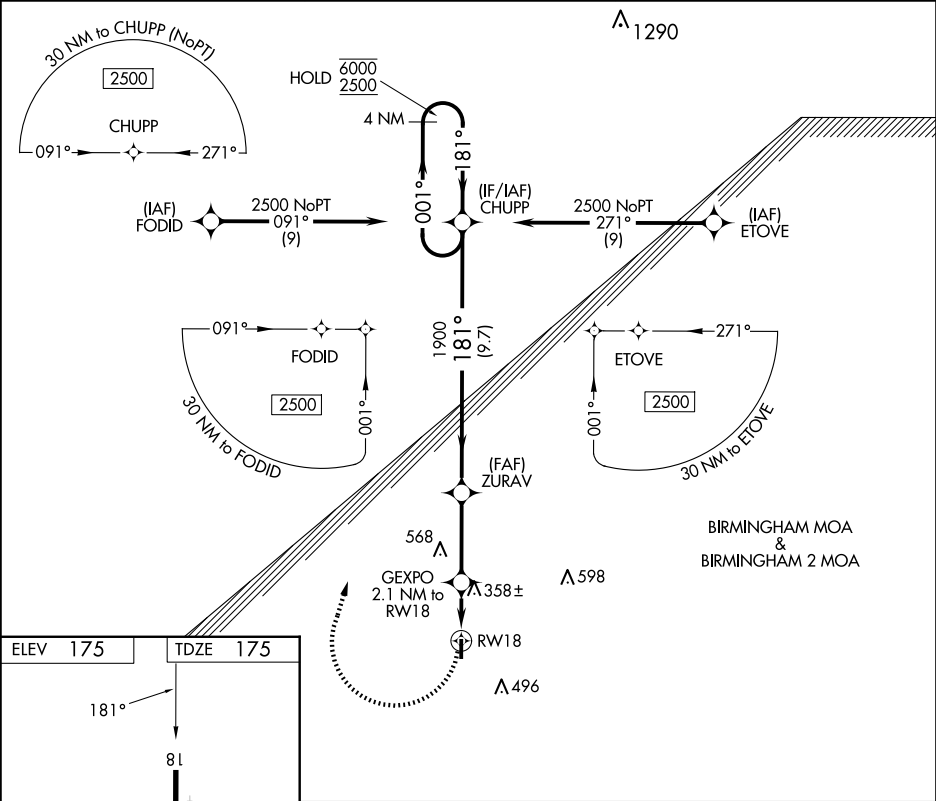 30 NM to CHUPP (NoPT)
2500
CHUPP
091°
271°
HOLD
6000
2500
4 NM
001°
181°
1290
(IAF)
FODID
2500 NoPT
091°
(9)
(IF/IAF)
CHUPP
2500 NoPT
271°
(9)
(IAF)
ETOVE
091°
FODID
2500
001°
30 NM to FODID
1900
181°
(9.7)
271°
ETOVE
2500
001°
30 NM to ETOVE
(FAF)
ZURAV
568
GEXPO
2.1 NM to
RW18
358±
598
BIRMINGHAM MOA
&
BIRMINGHAM 2 MOA
RW18
496
ELEV 175
TDZE 175
181°
18